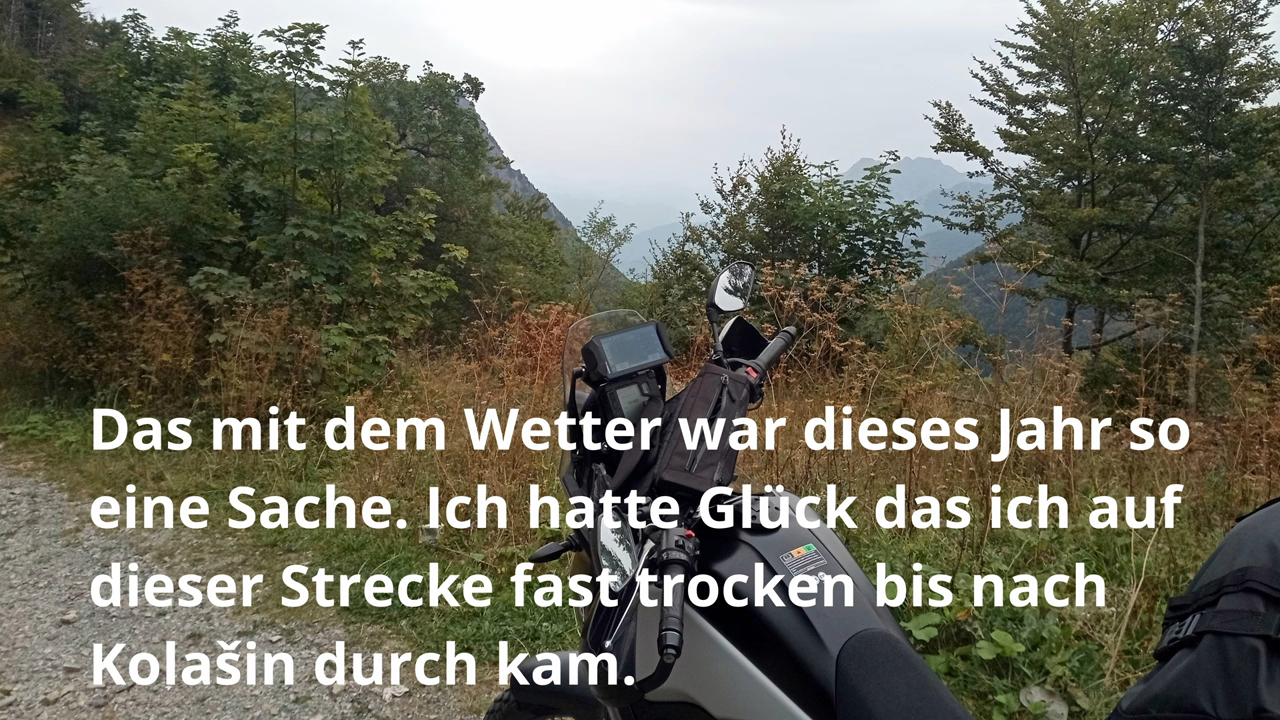 Das mit dem Wetter war dieses Jahr so
eine Sache. Ich hatte Glück das ich auf
dieser Strecke fast trocken bis nach
Kolašin durch kam.